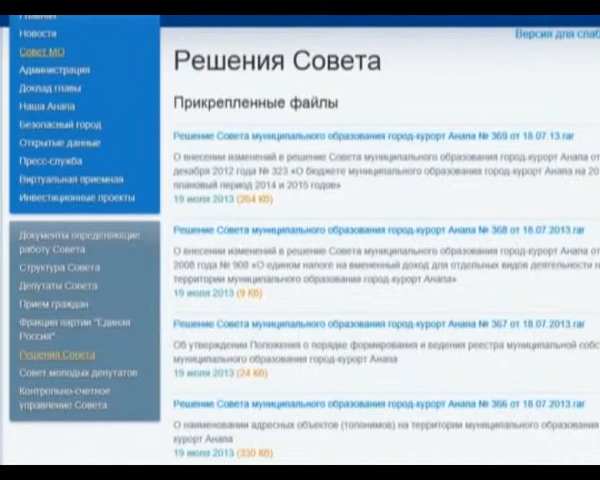 Главная
Новости
Совет МО
Администрация
Доклад главы
Наша Анапа
Безопасный город
Открытые данные
Пресс-служба
Виртуальная приемная
Инвестиционные проекты
Документы определяющие
работу Совета
Структура Совета
Депутаты Совета
Прием граждан
Фракция партии "Единая
Россия"
Решения Совета
Совет молодых депутатов
Контрольно-счетное
управление Совета
Версия для слаб
Решения Совета
Прикрепленные файлы
Решение Совета муниципального образования город-курорт Анапа № 369 от 18.07.13.rar
О внесении изменений в решение Совета муниципального образования город-курорт Анапа от
декабря 2012 года № 323 «О бюджете муниципального образования город-курорт Анапа на 20
плановый период 2014 и 2015 годов»
19 июля 2013 (264 Кб)
Решение Совета муниципального образования город-курорт Анапа № 368 от 18.07.2013.rar
О внесении изменений в решение Совета муниципального образования город-курорт Анапа от
2008 года № 908 «О едином налоге на вмененный доход для отдельных видов деятельности н
территории муниципального образования город-курорт Анапа»
19 июля 2013 (9 Кб)
Решение Совета муниципального образования город-курорт Анапа № 367 от 18.07.2013.rar
Об утверждении Положения о порядке формирования и ведения реестра муниципальной собс
муниципального образования город-курорт Анапа
19 июля 2013 (24 Кб)
Решение Совета муниципального образования город-курорт Анапа № 366 от 18.07.2013.rar
О наименовании адресных объектов (топонимов) на территории муниципального образования
курорт Анапа
19 июля 2013 (330 Кб)